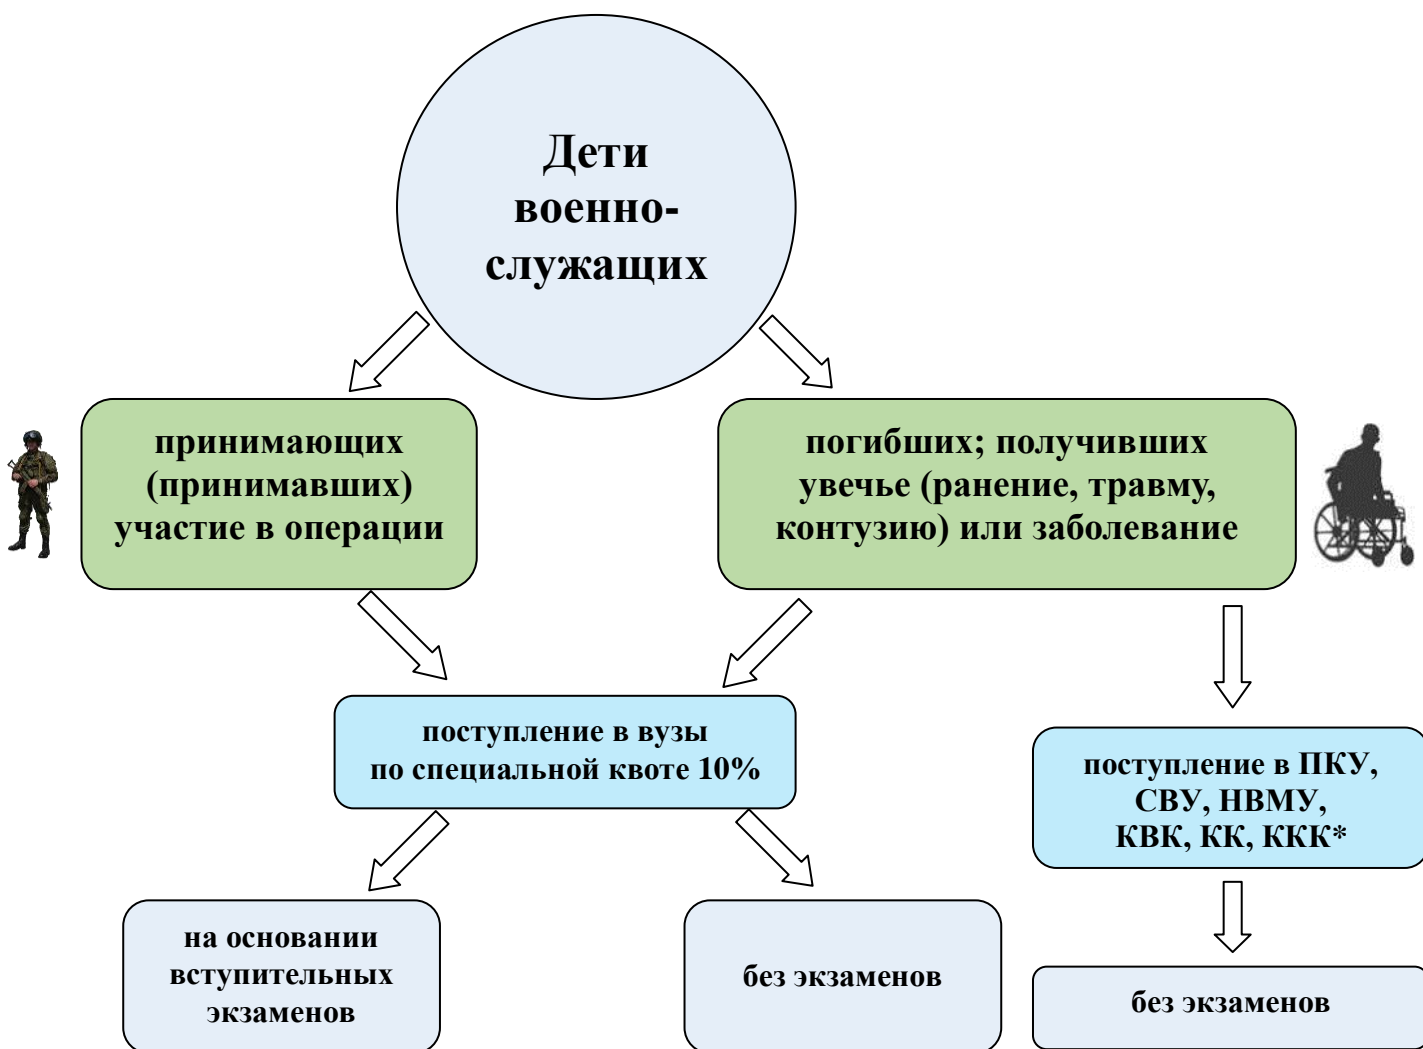 Дети
военно-
служащих
принимающих
(принимавших)
участие в операции
погибших; получивших
увечье (ранение, травму,
контузию) или заболевание
поступление в вузы
по специальной квоте 10%
поступление в ПКУ,
СВУ, НВМУ,
КВК, КК, ККК*
на основании
вступительных
экзаменов
без экзаменов
без экзаменов